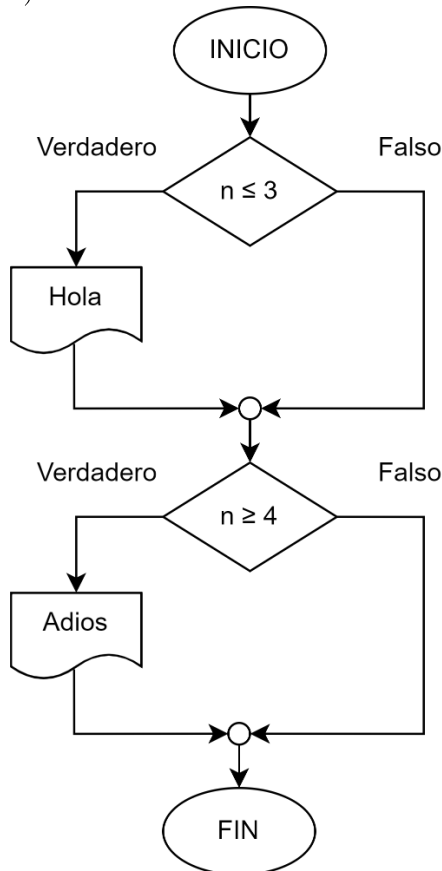 )
INICIO
Verdadero
Falso
n ≤ 3
Hola
Verdadero
Falso
n ≥ 4
Adios
FIN